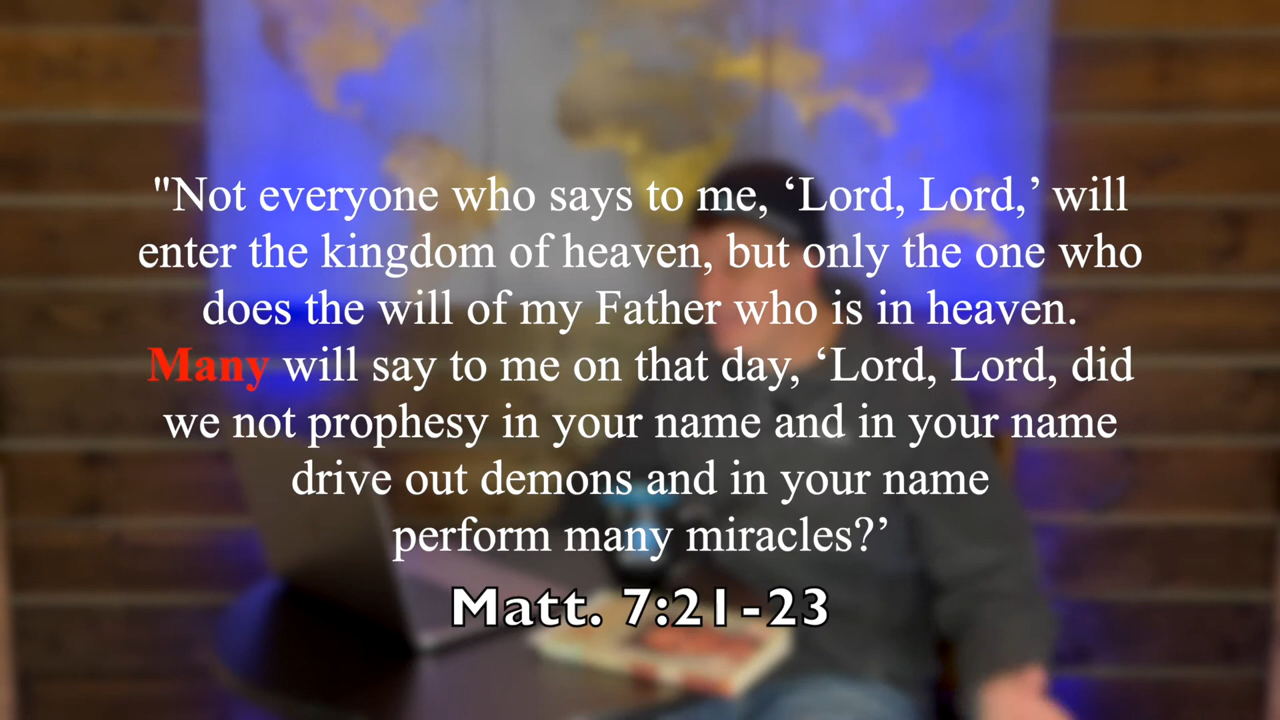 "Not everyone who says to me, ‘Lord, Lord,’ will
enter the kingdom of heaven, but only the one who
does the will of my Father who is in heaven.
Many will say to me on that day, ‘Lord, Lord, did
we not prophesy in your name and in your name
drive out demons and in your name
perform many miracles?’
Matt. 7:21-23